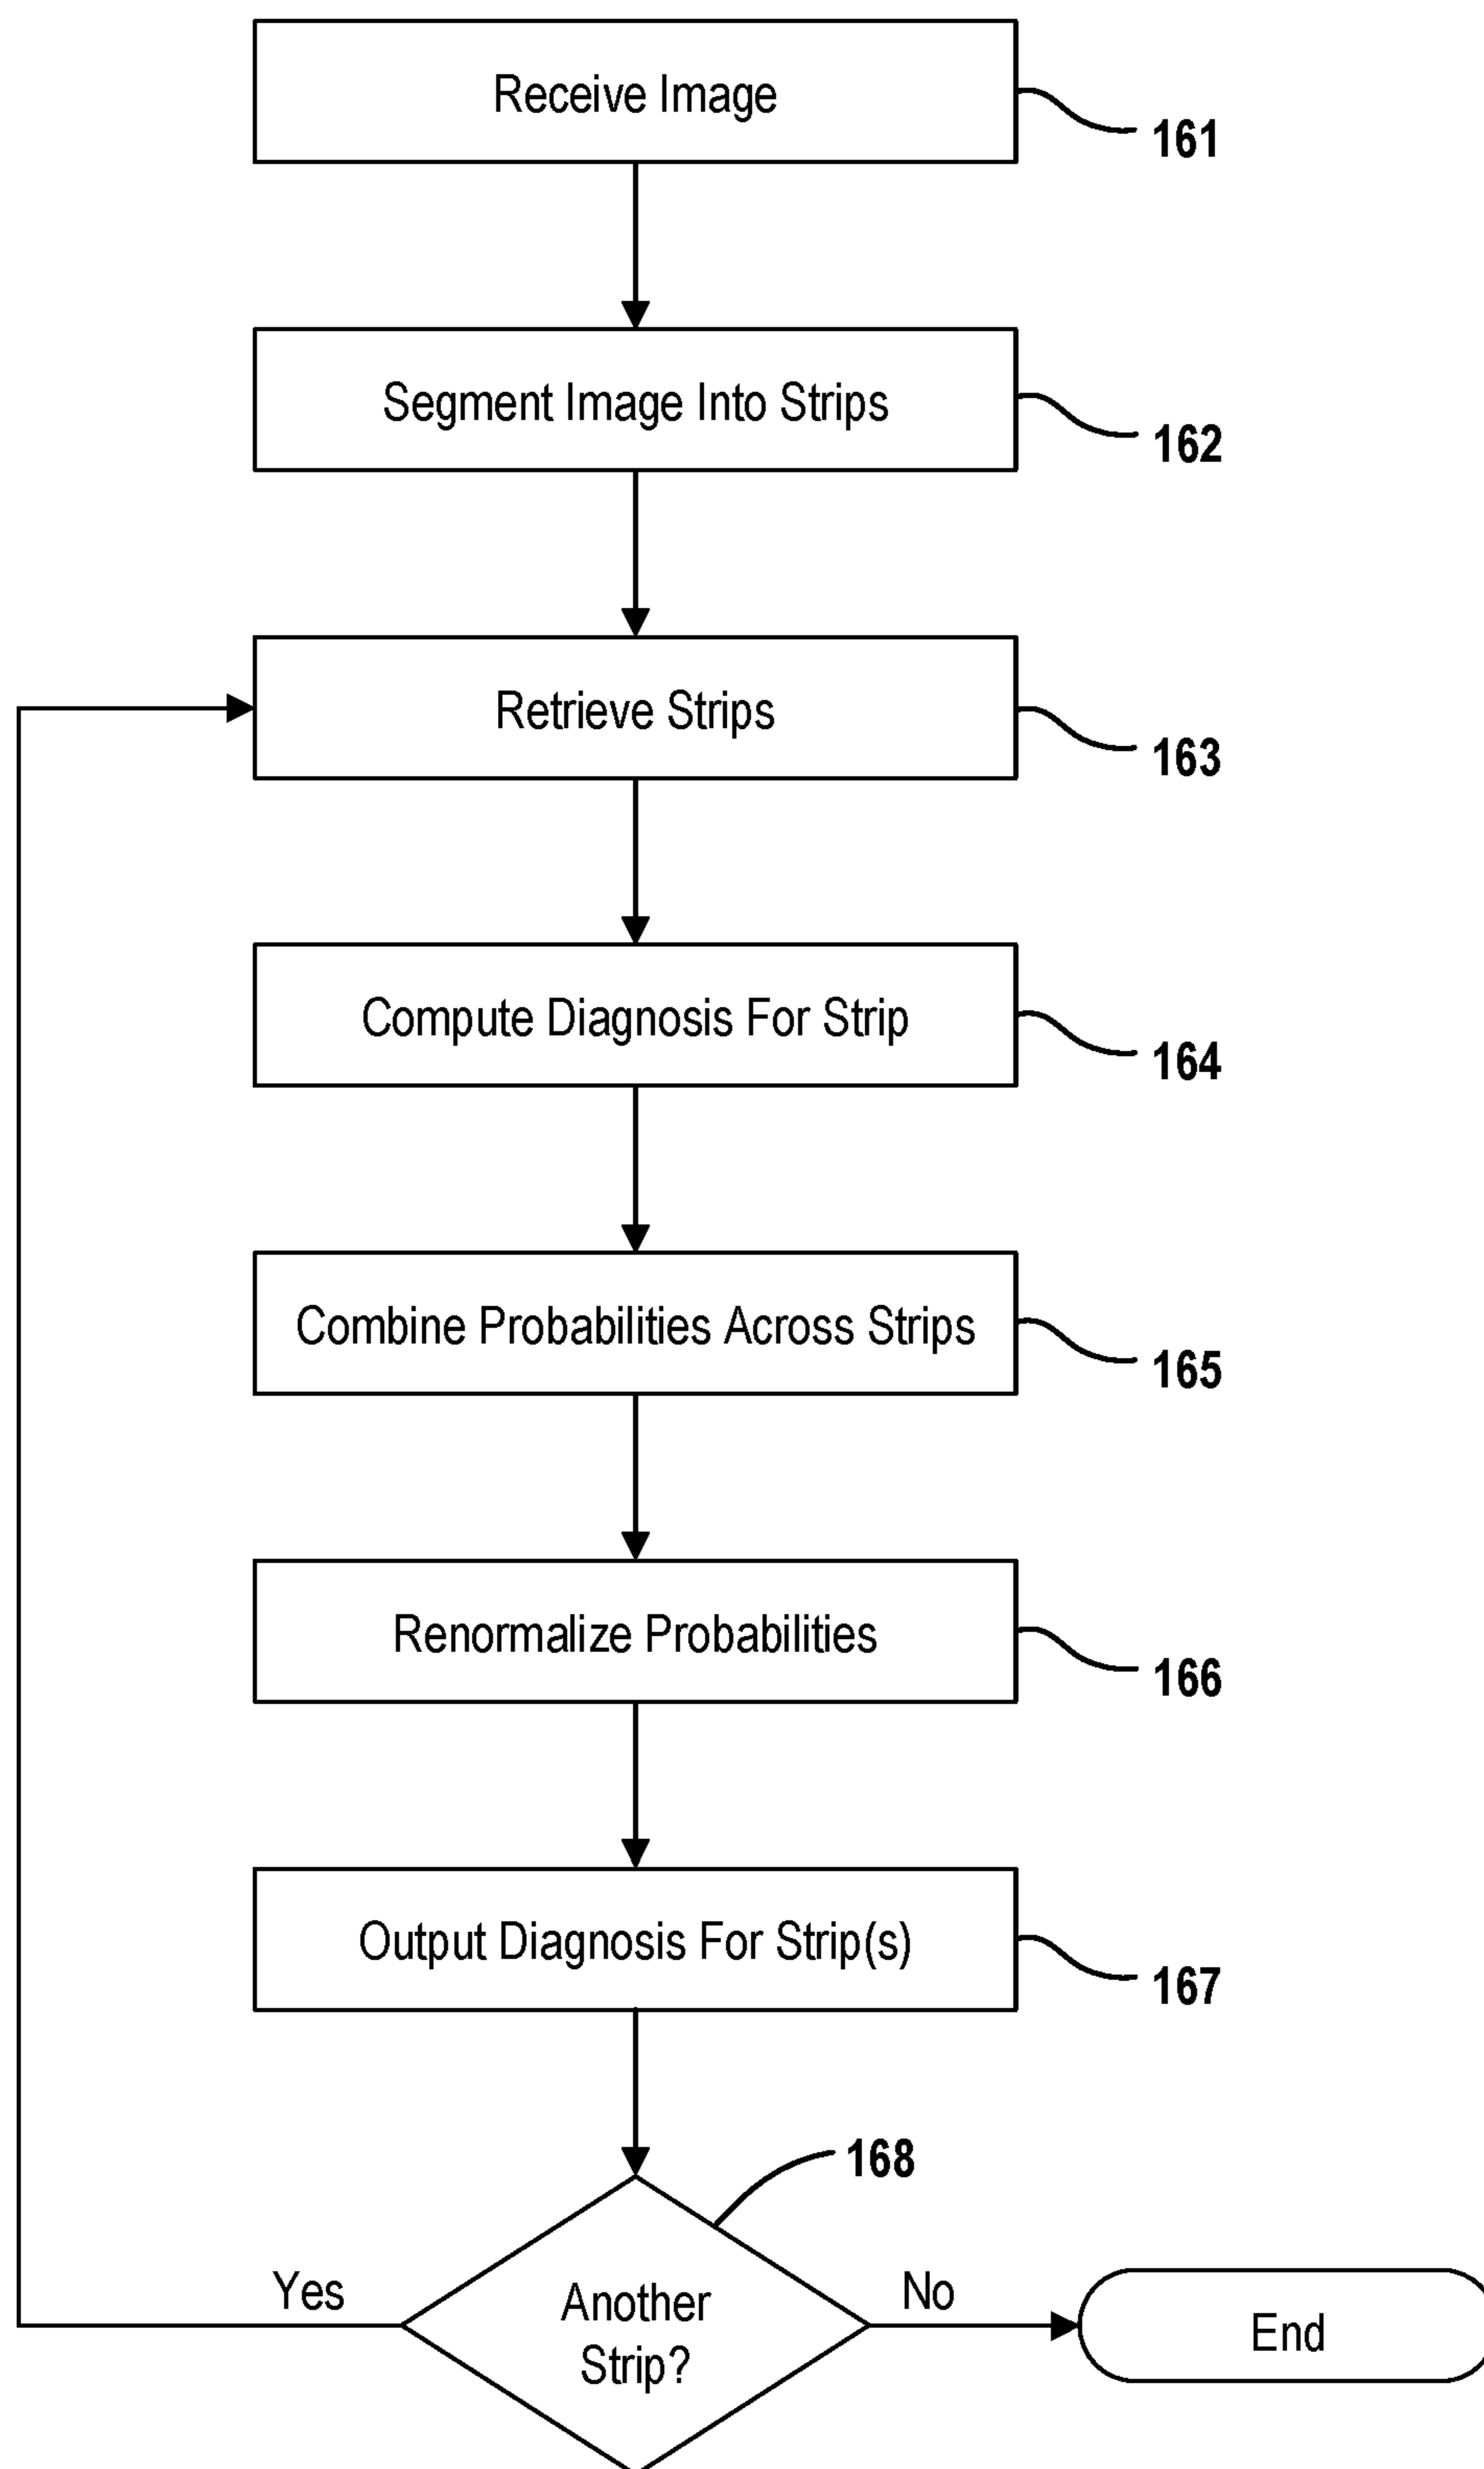 Receive Image
161
Segment Image Into Strips
162
Retrieve Strips
163
Compute Diagnosis For Strip
164
Combine Probabilities Across Strips
165
Renormalize Probabilities
166
Output Diagnosis For Strip(s)
167
168
Yes
Another
Strip?
No
End